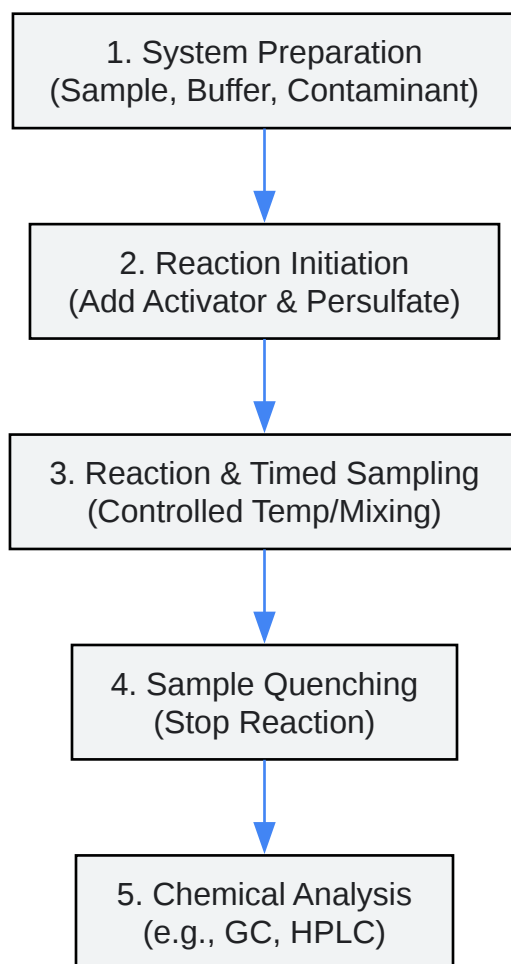 1. System Preparation
(Sample, Buffer, Contaminant)
2. Reaction Initiation
(Add Activator & Persulfate)
3. Reaction & Timed Sampling
(Controlled Temp/Mixing)
4. Sample Quenching
(Stop Reaction)
5. Chemical Analysis
(e.g., GC, HPLC)